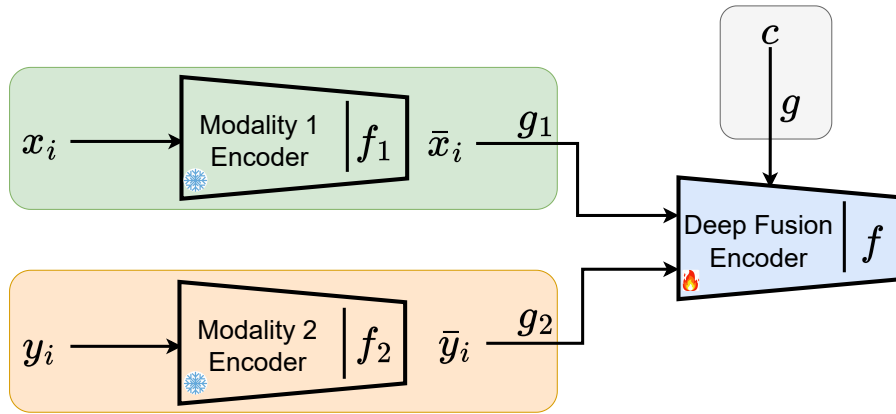 c
g
x_i
Modality 1
Encoder
f_1
x̄_i
g_1
Deep Fusion
Encoder
f
y_i
Modality 2
Encoder
f_2
ȳ_i
g_2